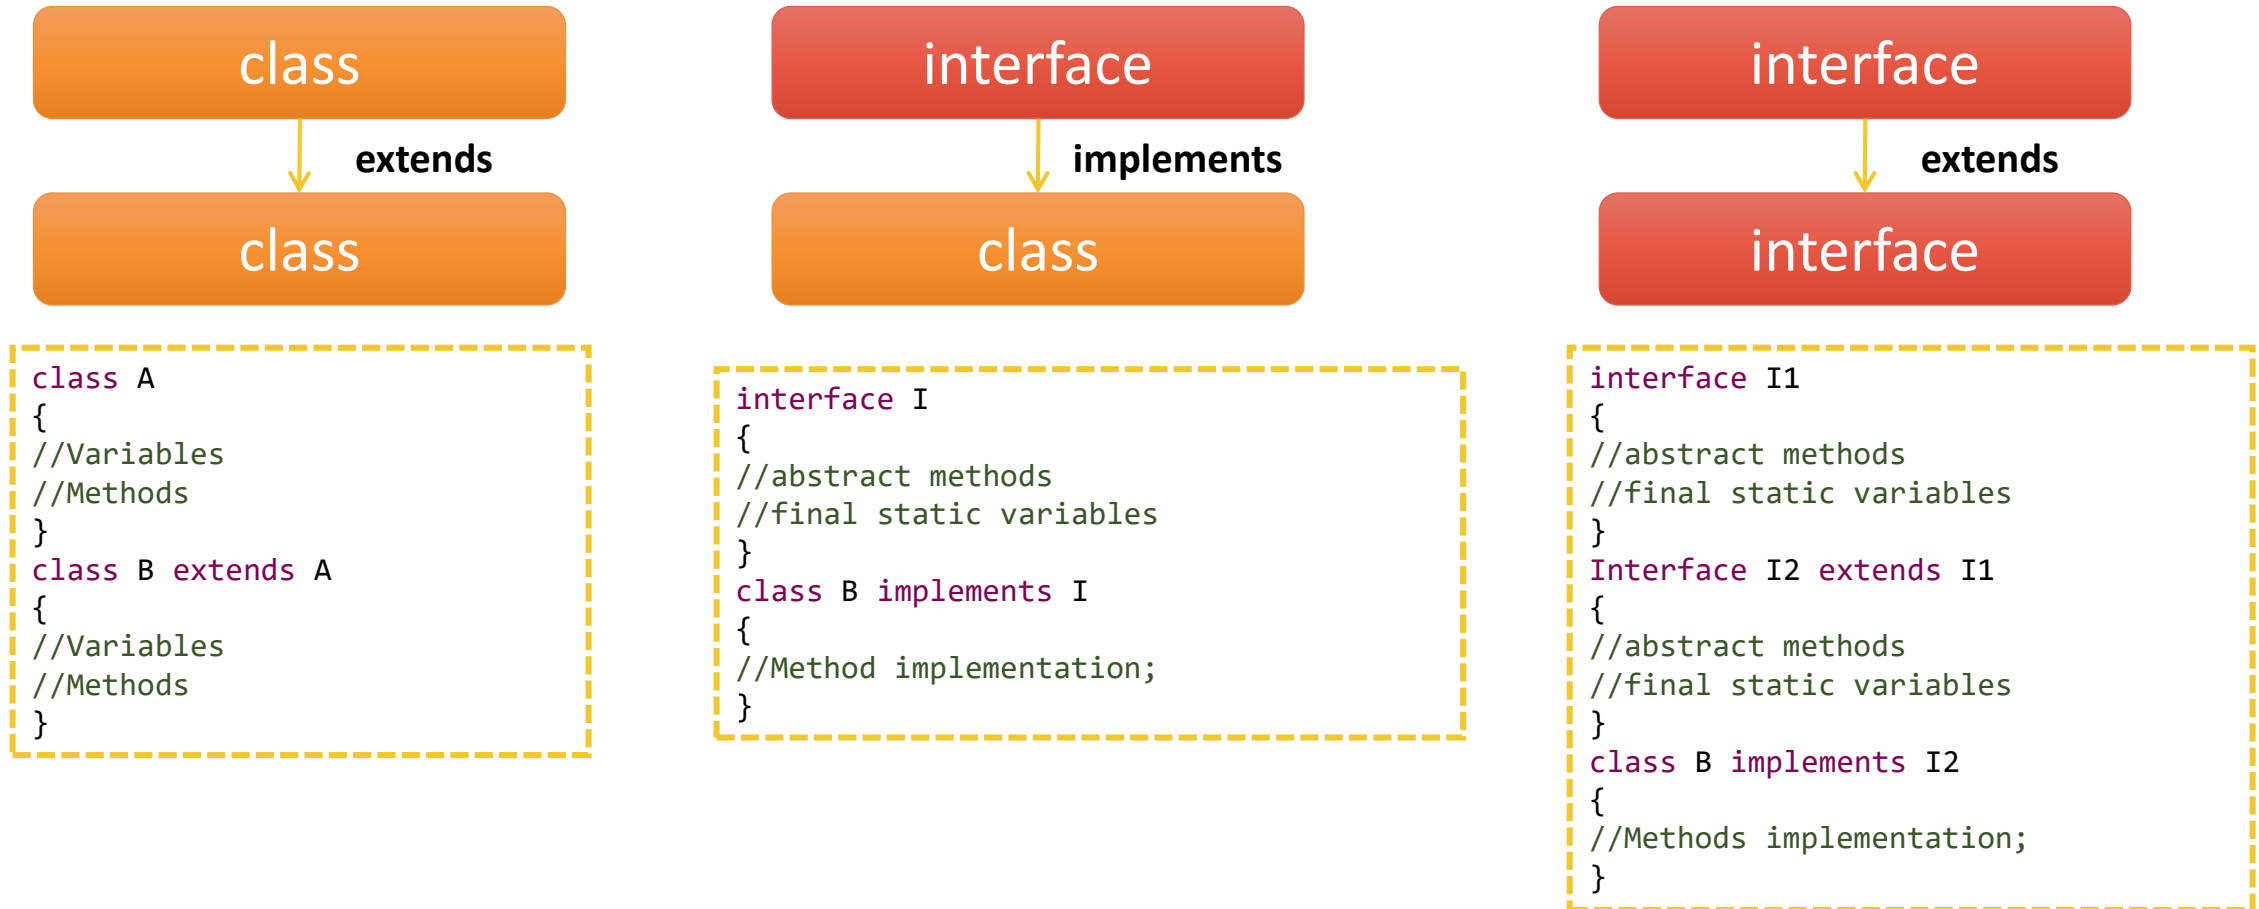 class
extends
class
class A
{
//Variables
//Methods
}
class B extends A
{
//Variables
//Methods
}
interface
implements
class
interface I
{
//abstract methods
//final static variables
}
class B implements I
{
//Method implementation;
}
interface
extends
interface
interface I1
{
//abstract methods
//final static variables
}
Interface I2 extends I1
{
//abstract methods
//final static variables
}
class B implements I2
{
//Methods implementation;
}